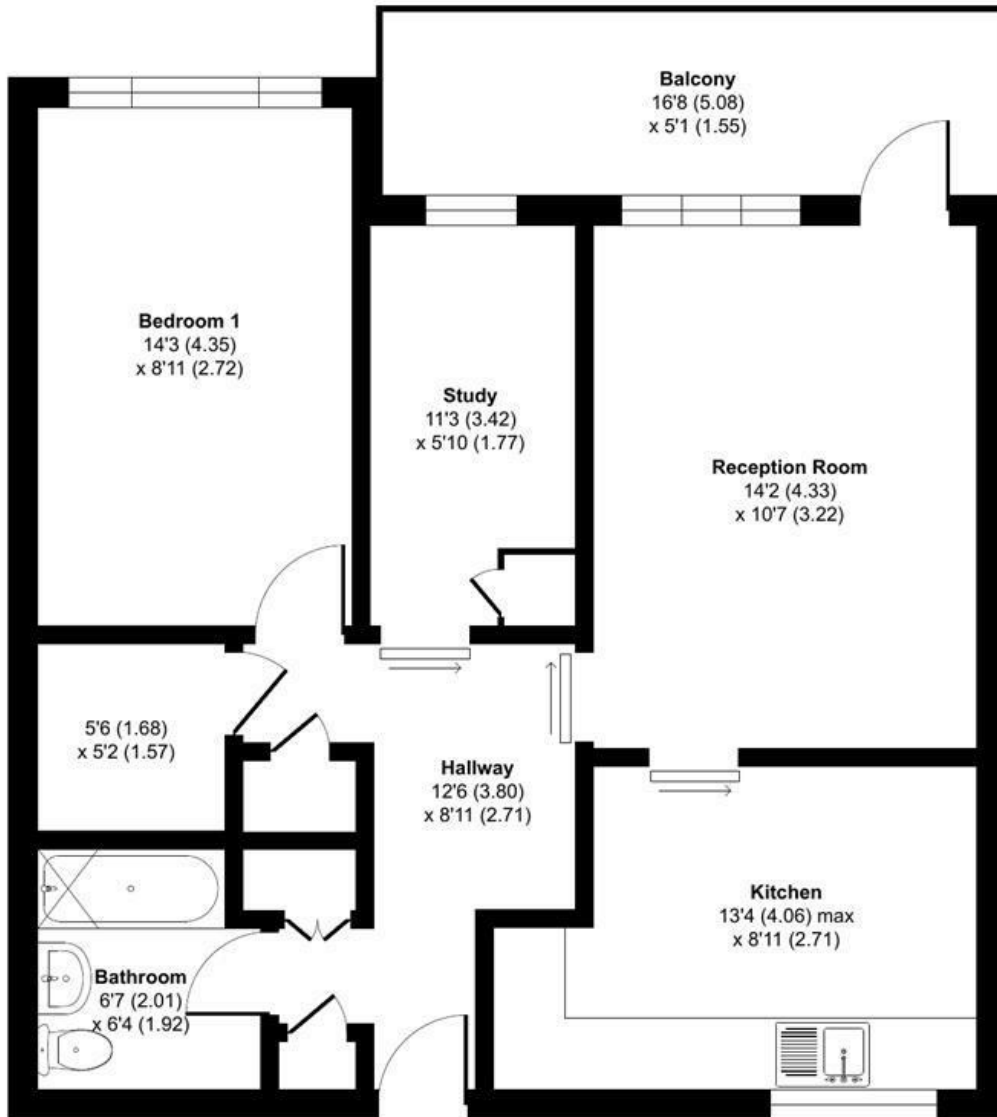 Balcony
16'8 (5.08)
x 5'1 (1.55)
Bedroom 1
14'3 (4.35)
x 8'11 (2.72)
Study
11'3 (3.42)
x 5'10 (1.77)
Reception Room
14'2 (4.33)
x 10'7 (3.22)
5'6 (1.68)
x 5'2 (1.57)
Hallway
12'6 (3.80)
x 8'11 (2.71)
Kitchen
13'4 (4.06) max
x 8'11 (2.71)
Bathroom
6'7 (2.01)
x 6'4 (1.92)